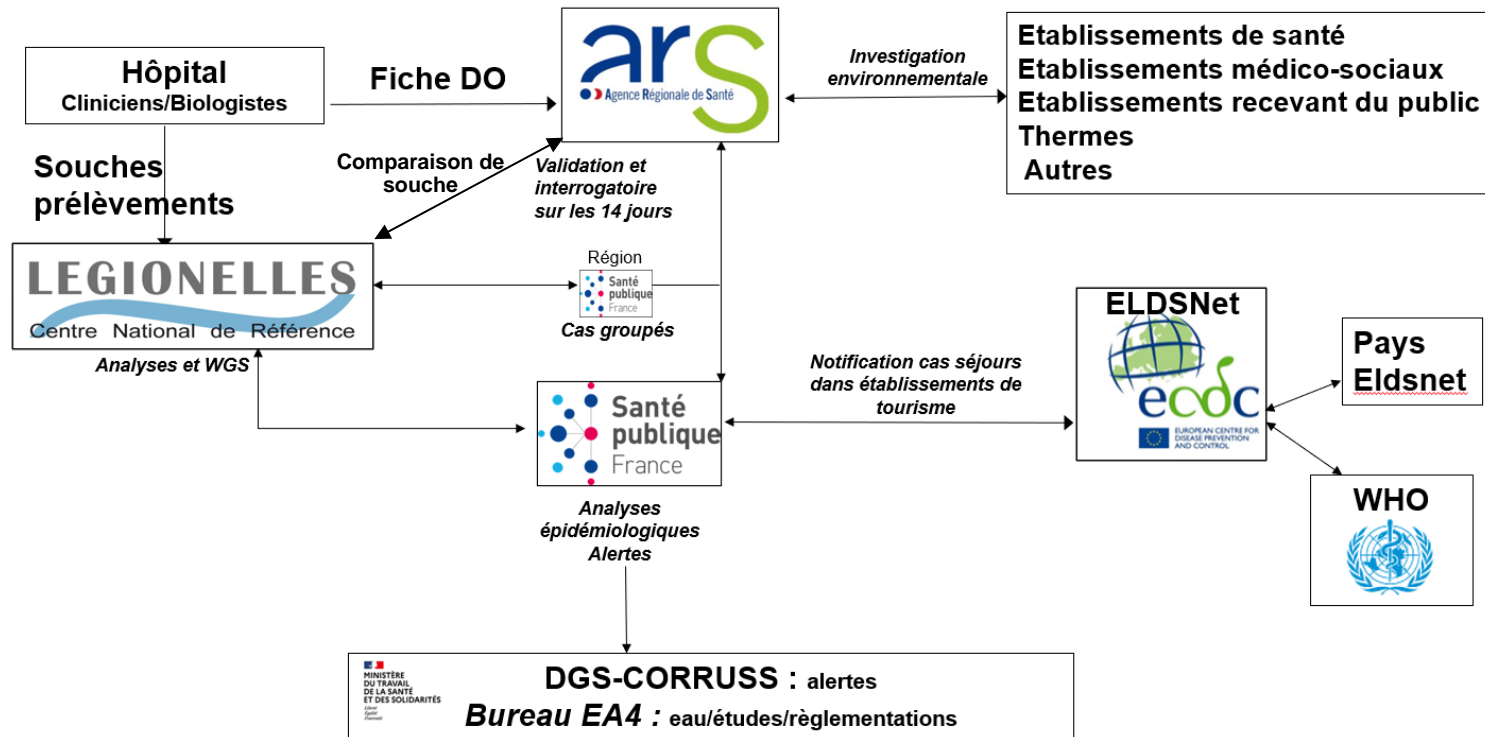 Hôpital
Cliniciens/Biologistes
Fiche DO
ars
Agence Régionale de Santé
Investigation
environnementale
Etablissements de santé
Etablissements médico-sociaux
Etablissements recevant du public
Thermes
Autres
Souches
prélèvements
Comparaison de
souche
Validation et
interrogatoire
sur les 14 jours
LEGIONELLES
Centre National de Référence
Analyses et WGS
Région
Santé
publique
France
Cas groupés
Santé
publique
France
Analyses
épidémiologiques
Alertes
Notification cas séjours
dans établissements de
tourisme
ELDSNet
ecdc
EUROPEAN CENTRE FOR
DISEASE PREVENTION
AND CONTROL
Pays
Eldsnet
WHO
MINISTÈRE
DU TRAVAIL
DE LA SANTÉ
ET DES SOLIDARITÉS
Liberté
Égalité
Fraternité
DGS-CORRUSS : alertes
Bureau EA4 : eau/études/règlementations